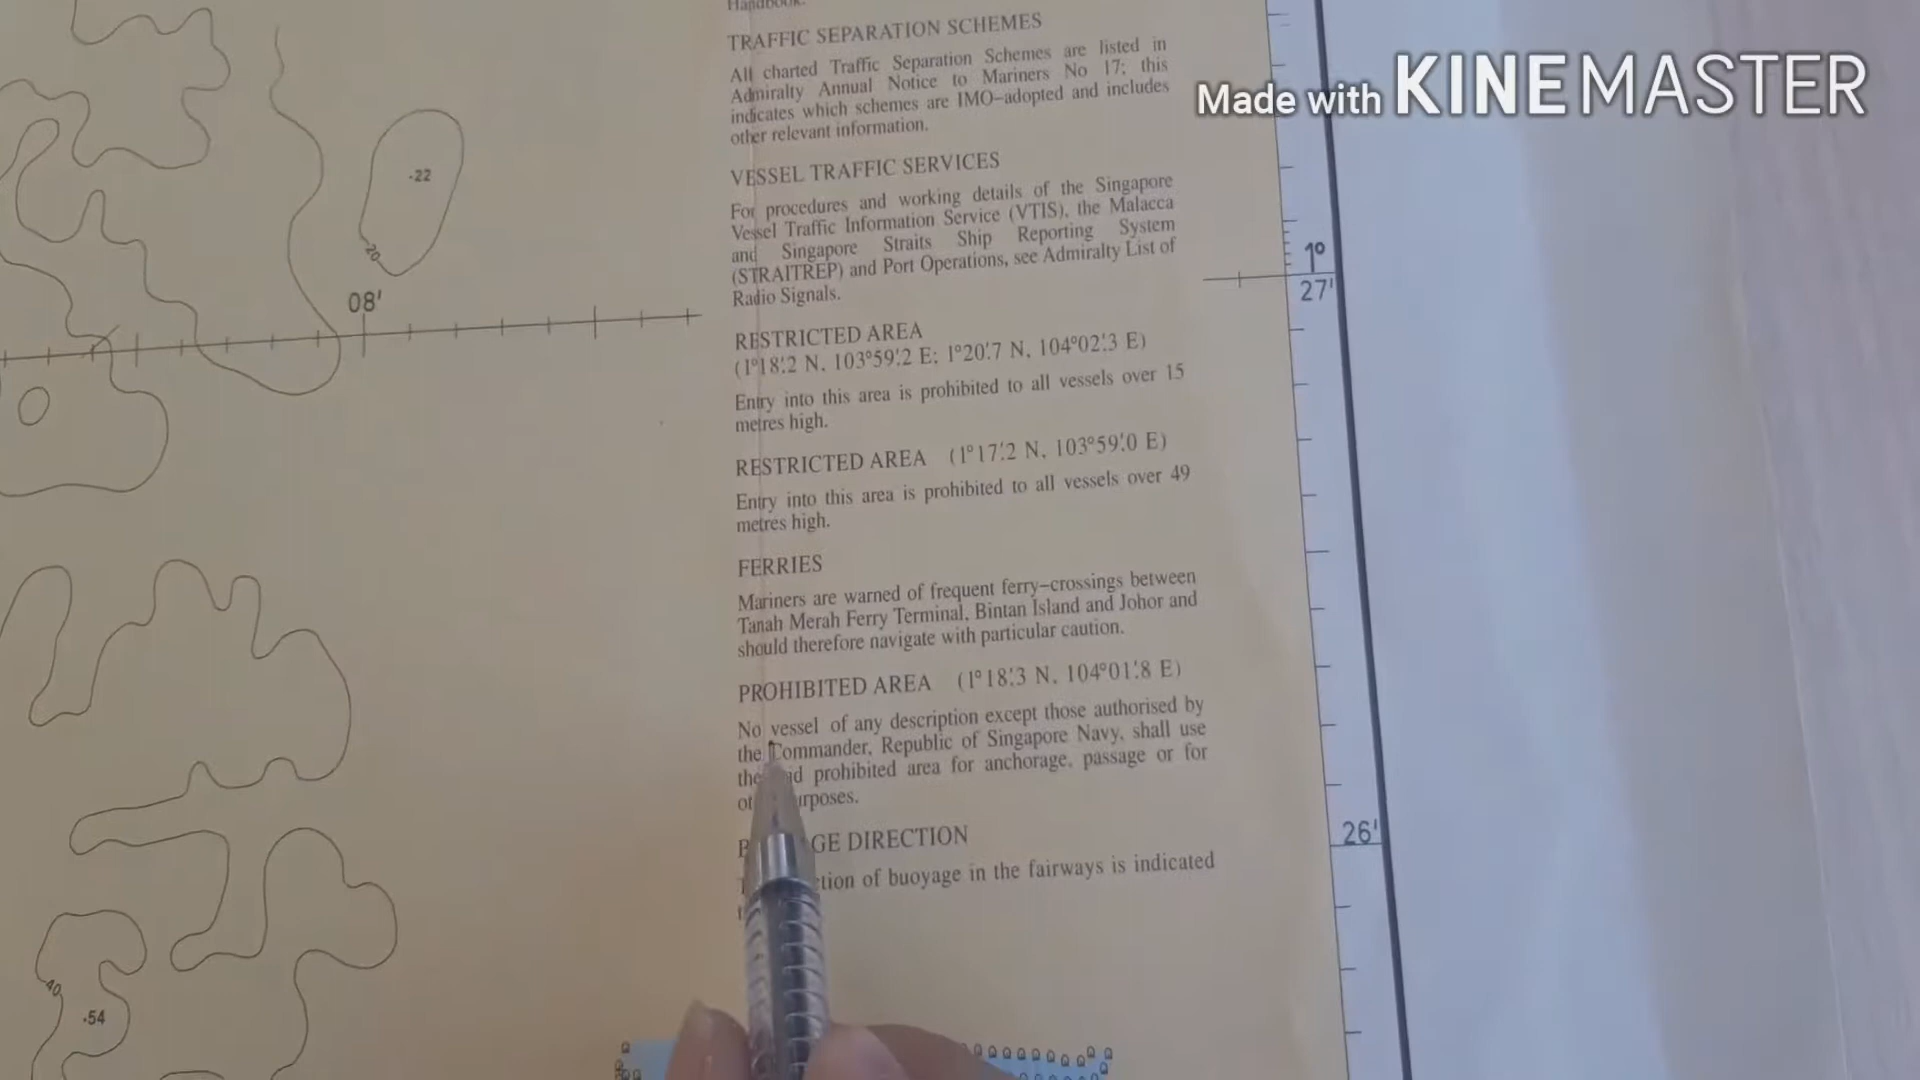 Handbook.
TRAFFIC SEPARATION SCHEMES
All charted Traffic Separation Schemes are listed in
Admiralty Annual Notice to Mariners No 17; this
indicates which schemes are IMO-adopted and includes
other relevant information.
Made with KINEMASTER
VESSEL TRAFFIC SERVICES
For procedures and working details of the Singapore
Vessel Traffic Information Service (VTIS), the Malacca
and Singapore Straits Ship Reporting System
(STRAITREP) and Port Operations, see Admiralty List of
Radio Signals.
RESTRICTED AREA
(1°18'.2 N, 103°59'.2 E; 1°20'.7 N, 104°02'.3 E)
Entry into this area is prohibited to all vessels over 15
metres high.
RESTRICTED AREA (1°17'.2 N, 103°59'.0 E)
Entry into this area is prohibited to all vessels over 49
metres high.
FERRIES
Mariners are warned of frequent ferry-crossings between
Tanah Merah Ferry Terminal, Bintan Island and Johor and
should therefore navigate with particular caution.
PROHIBITED AREA (1°18'.3 N, 104°01'.8 E)
No vessel of any description except those authorised by
the Commander, Republic of Singapore Navy, shall use
the prohibited area for anchorage, passage or for
DIRECTION
of buoyage in the fairways is indicated
22
20
08'
40
54
1°
27'
26'